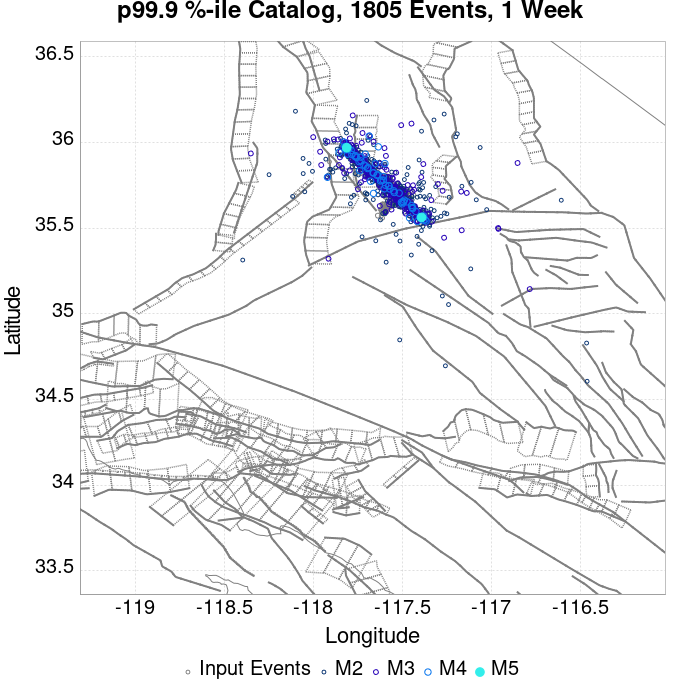 p99.9 %-ile Catalog, 1805 Events, 1 Week
36.5
36
35.5
35
34.5
34
33.5
Latitude
-119
-118.5
-118
-117.5
-117
-116.5
Longitude
Input Events
M2
M3
M4
M5